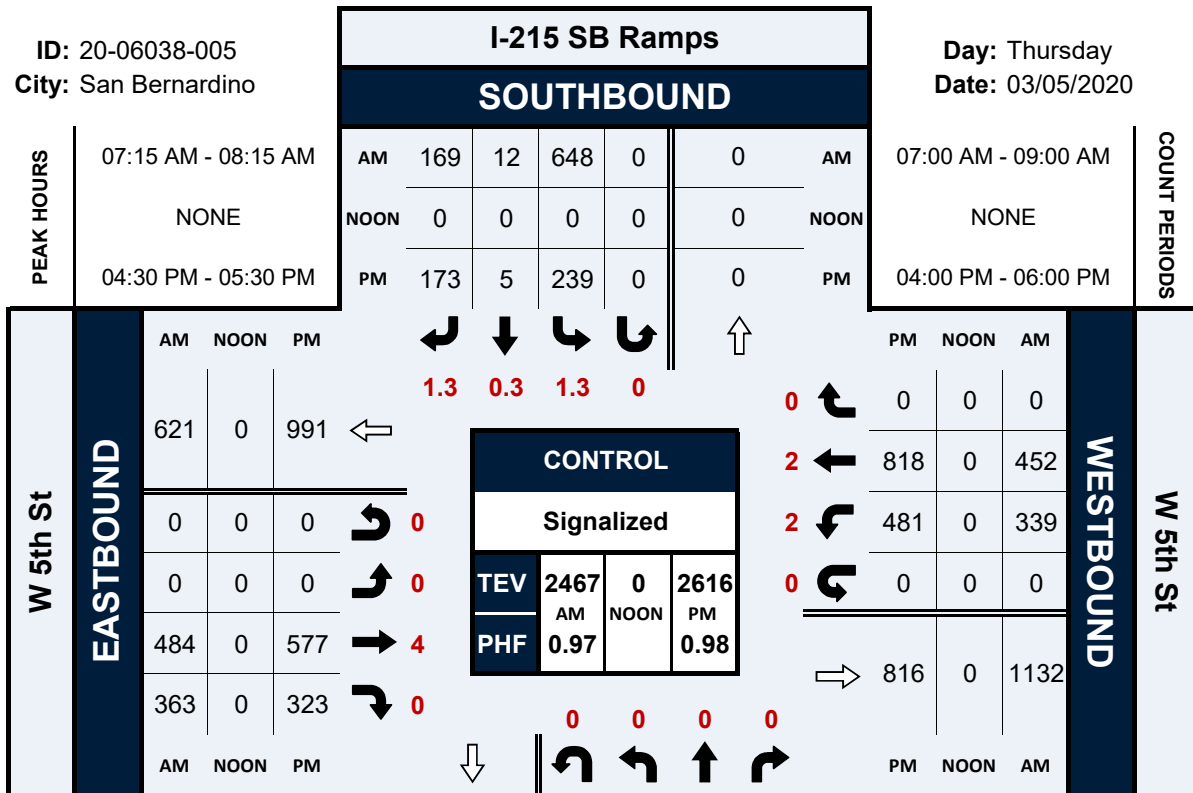 I-215 SB Ramps
ID: 20-06038-005
City: San Bernardino
Day: Thursday
Date: 03/05/2020
SOUTHBOUND
PEAK HOURS
07:15 AM - 08:15 AM
NONE
04:30 PM - 05:30 PM
AM 169 12 648 0 0 AM
NOON 0 0 0 0 0 NOON
PM 173 5 239 0 0 PM
07:00 AM - 09:00 AM
NONE
04:00 PM - 06:00 PM
COUNT PERIODS
1.3 0.3 1.3 0
W 5th St
EASTBOUND
AM NOON PM
621 0 991
0 0 0 0
0 0 0 0
484 0 577 4
363 0 323 0
AM NOON PM
CONTROL
Signalized
TEV 2467 0 2616
AM NOON PM
PHF 0.97 0.98
PM NOON AM
0 0 0 0
2 818 0 452
2 481 0 339
0 0 0 0
816 0 1132
PM NOON AM
WESTBOUND
W 5th St
0 0 0 0